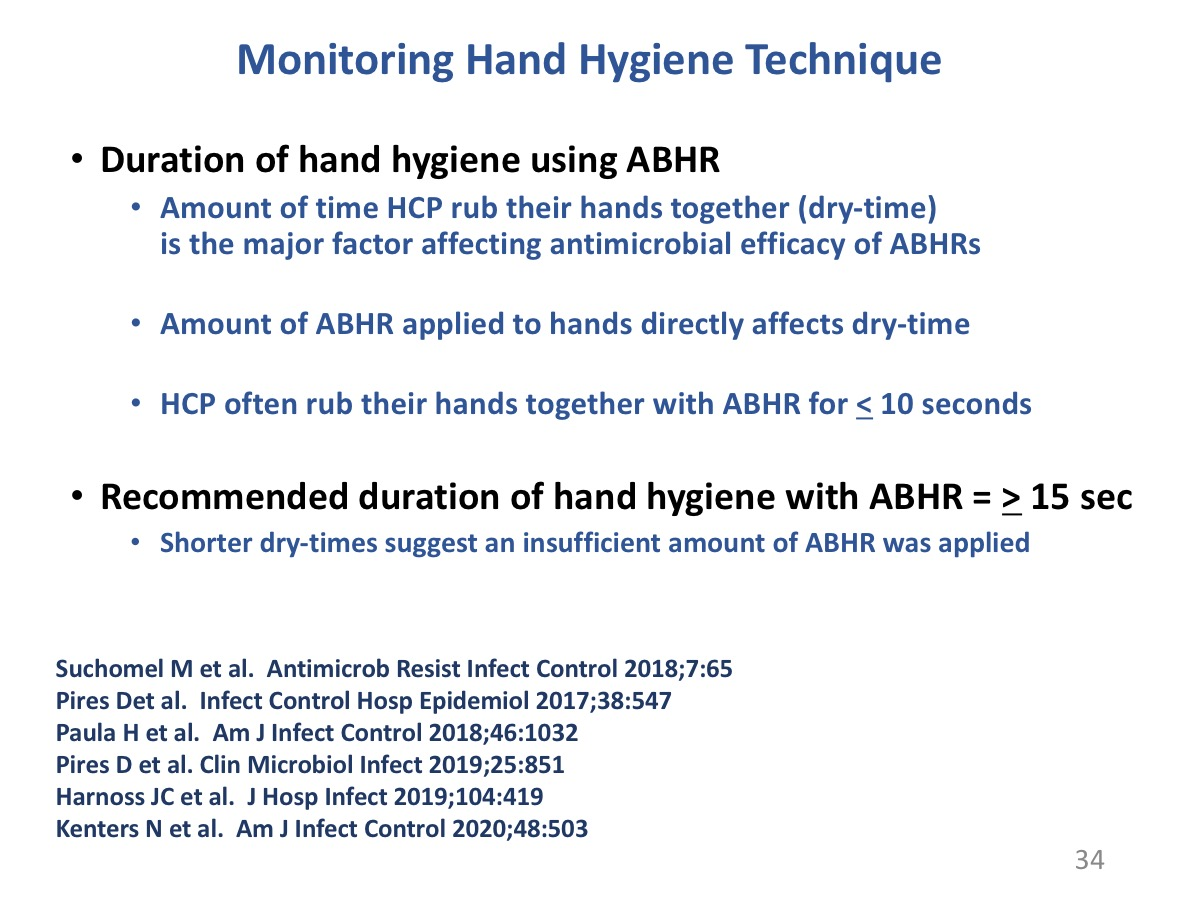 Monitoring Hand Hygiene Technique
• Duration of hand hygiene using ABHR
• Amount of time HCP rub their hands together (dry-time)
is the major factor affecting antimicrobial efficacy of ABHRs
• Amount of ABHR applied to hands directly affects dry-time
• HCP often rub their hands together with ABHR for ≤ 10 seconds
• Recommended duration of hand hygiene with ABHR = ≥ 15 sec
• Shorter dry-times suggest an insufficient amount of ABHR was applied
Suchomel M et al.  Antimicrob Resist Infect Control 2018;7:65
Pires Det al.  Infect Control Hosp Epidemiol 2017;38:547
Paula H et al.  Am J Infect Control 2018;46:1032
Pires D et al. Clin Microbiol Infect 2019;25:851
Harnoss JC et al.  J Hosp Infect 2019;104:419
Kenters N et al.  Am J Infect Control 2020;48:503
34